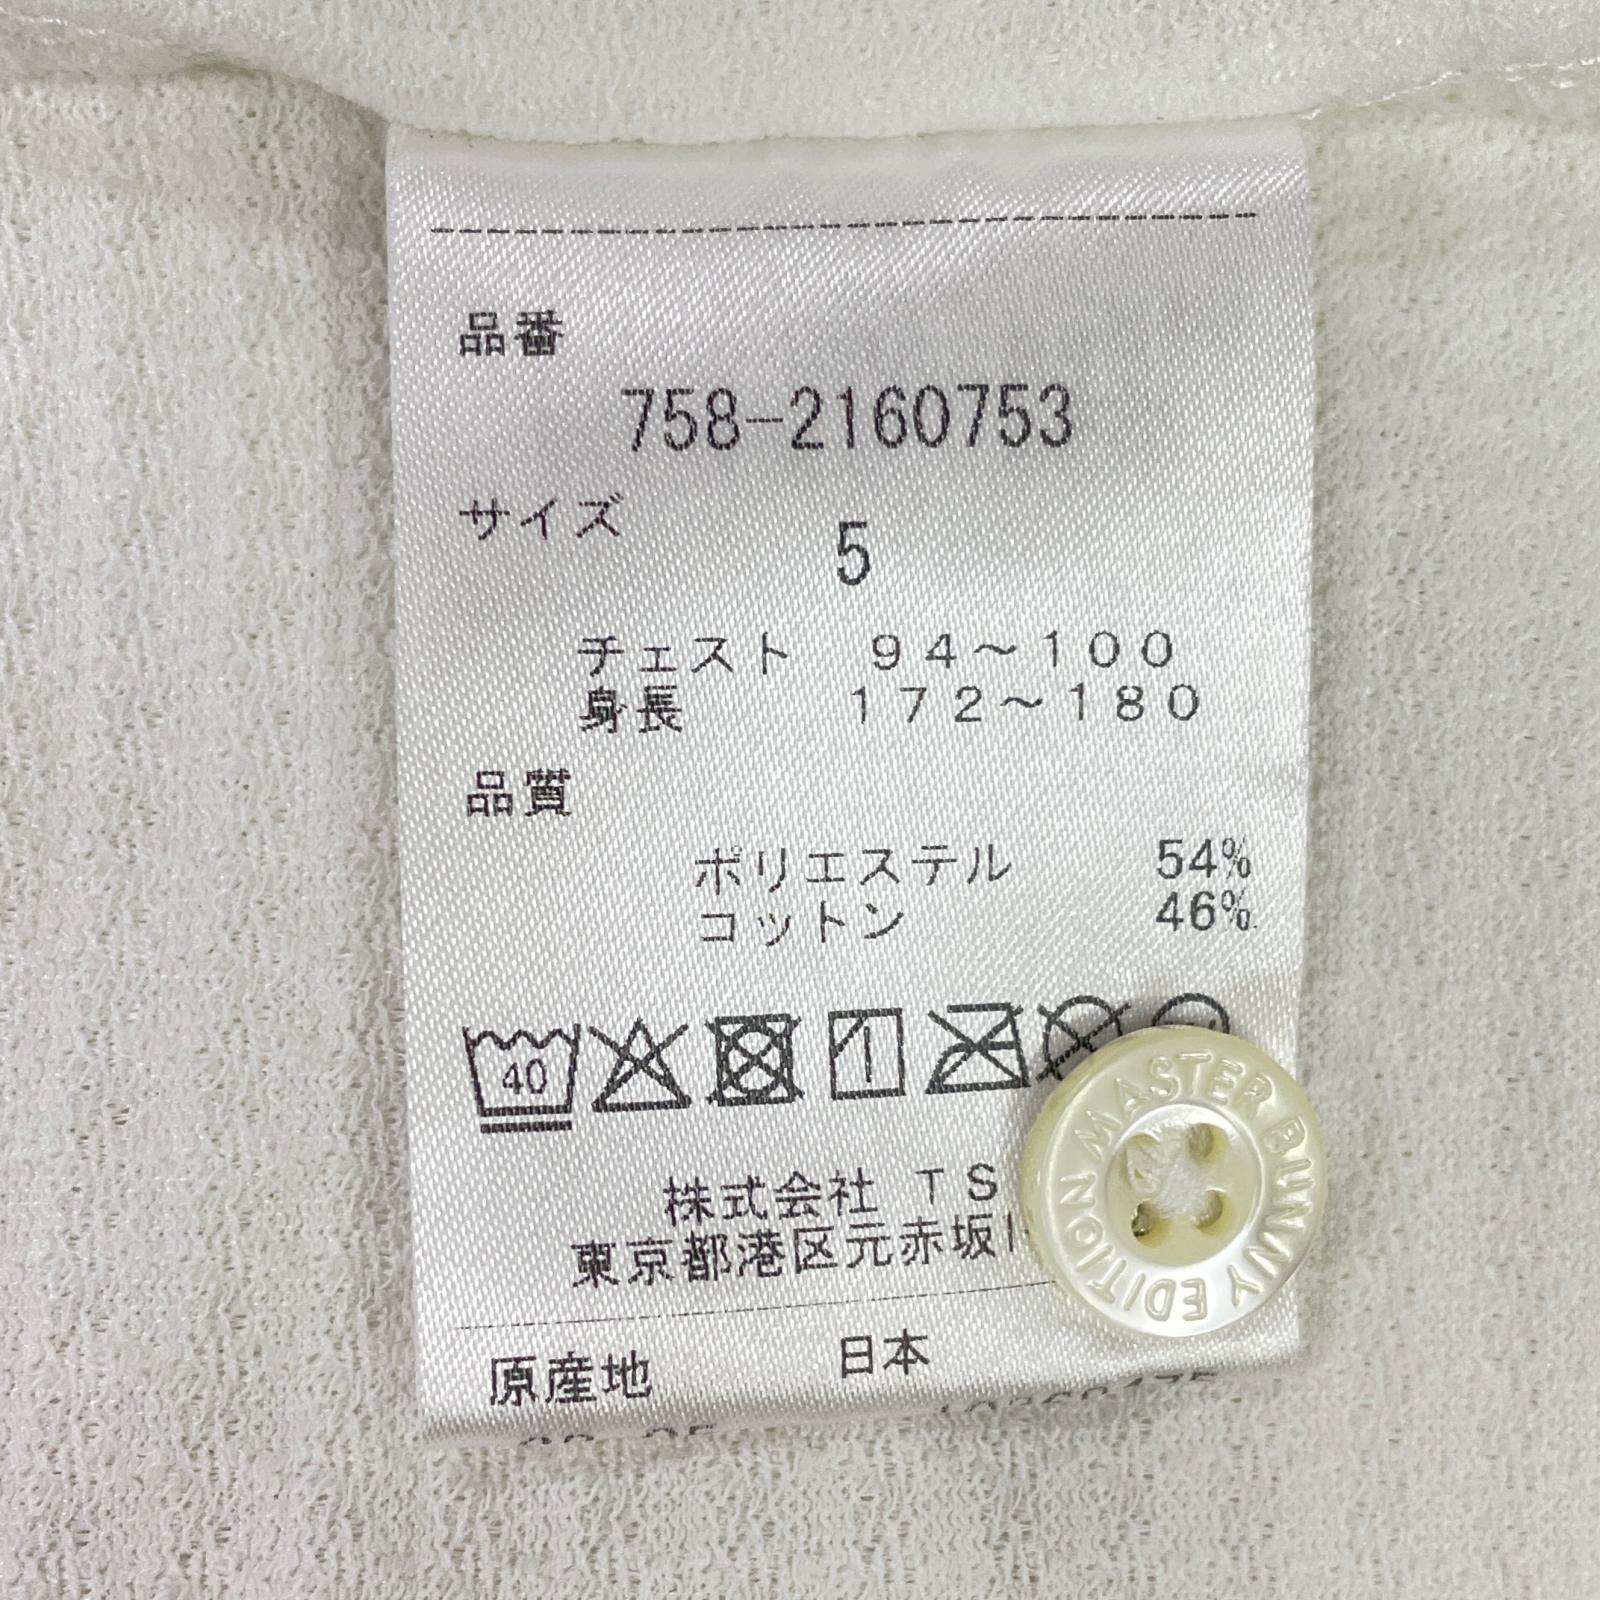 品番
758-2160753
サイズ
5
チェスト 94～100
身長 172～180
品質
ポリエステル 54%
コットン 46%
40
株式会社 TS
東京都港区元赤坂1
MASTER BUNNY EDITION
原産地 日本